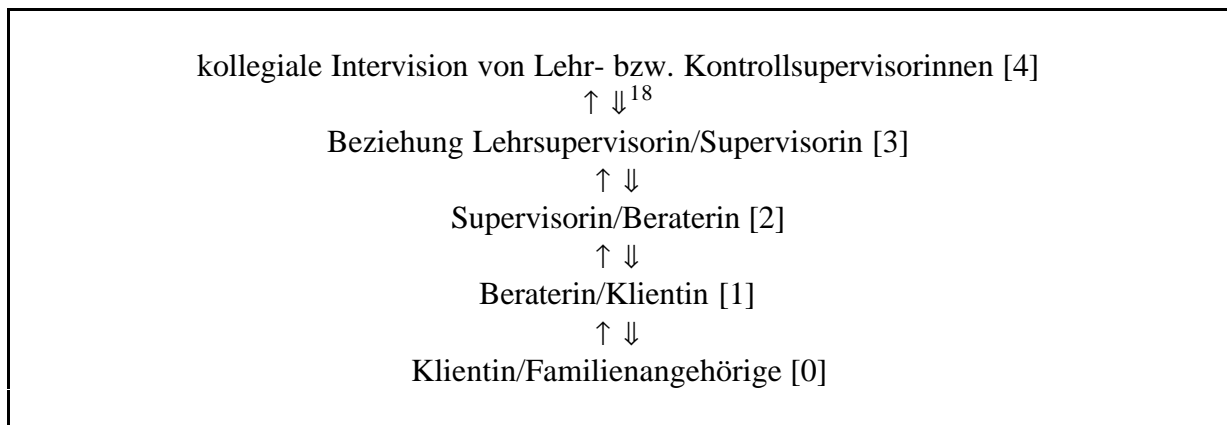 kollegiale Intervision von Lehr- bzw. Kontrollsupervisorinnen [4]
↑ ⇓18
Beziehung Lehrsupervisorin/Supervisorin [3]
↑ ⇓
Supervisorin/Beraterin [2]
↑ ⇓
Beraterin/Klientin [1]
↑ ⇓
Klientin/Familienangehörige [0]